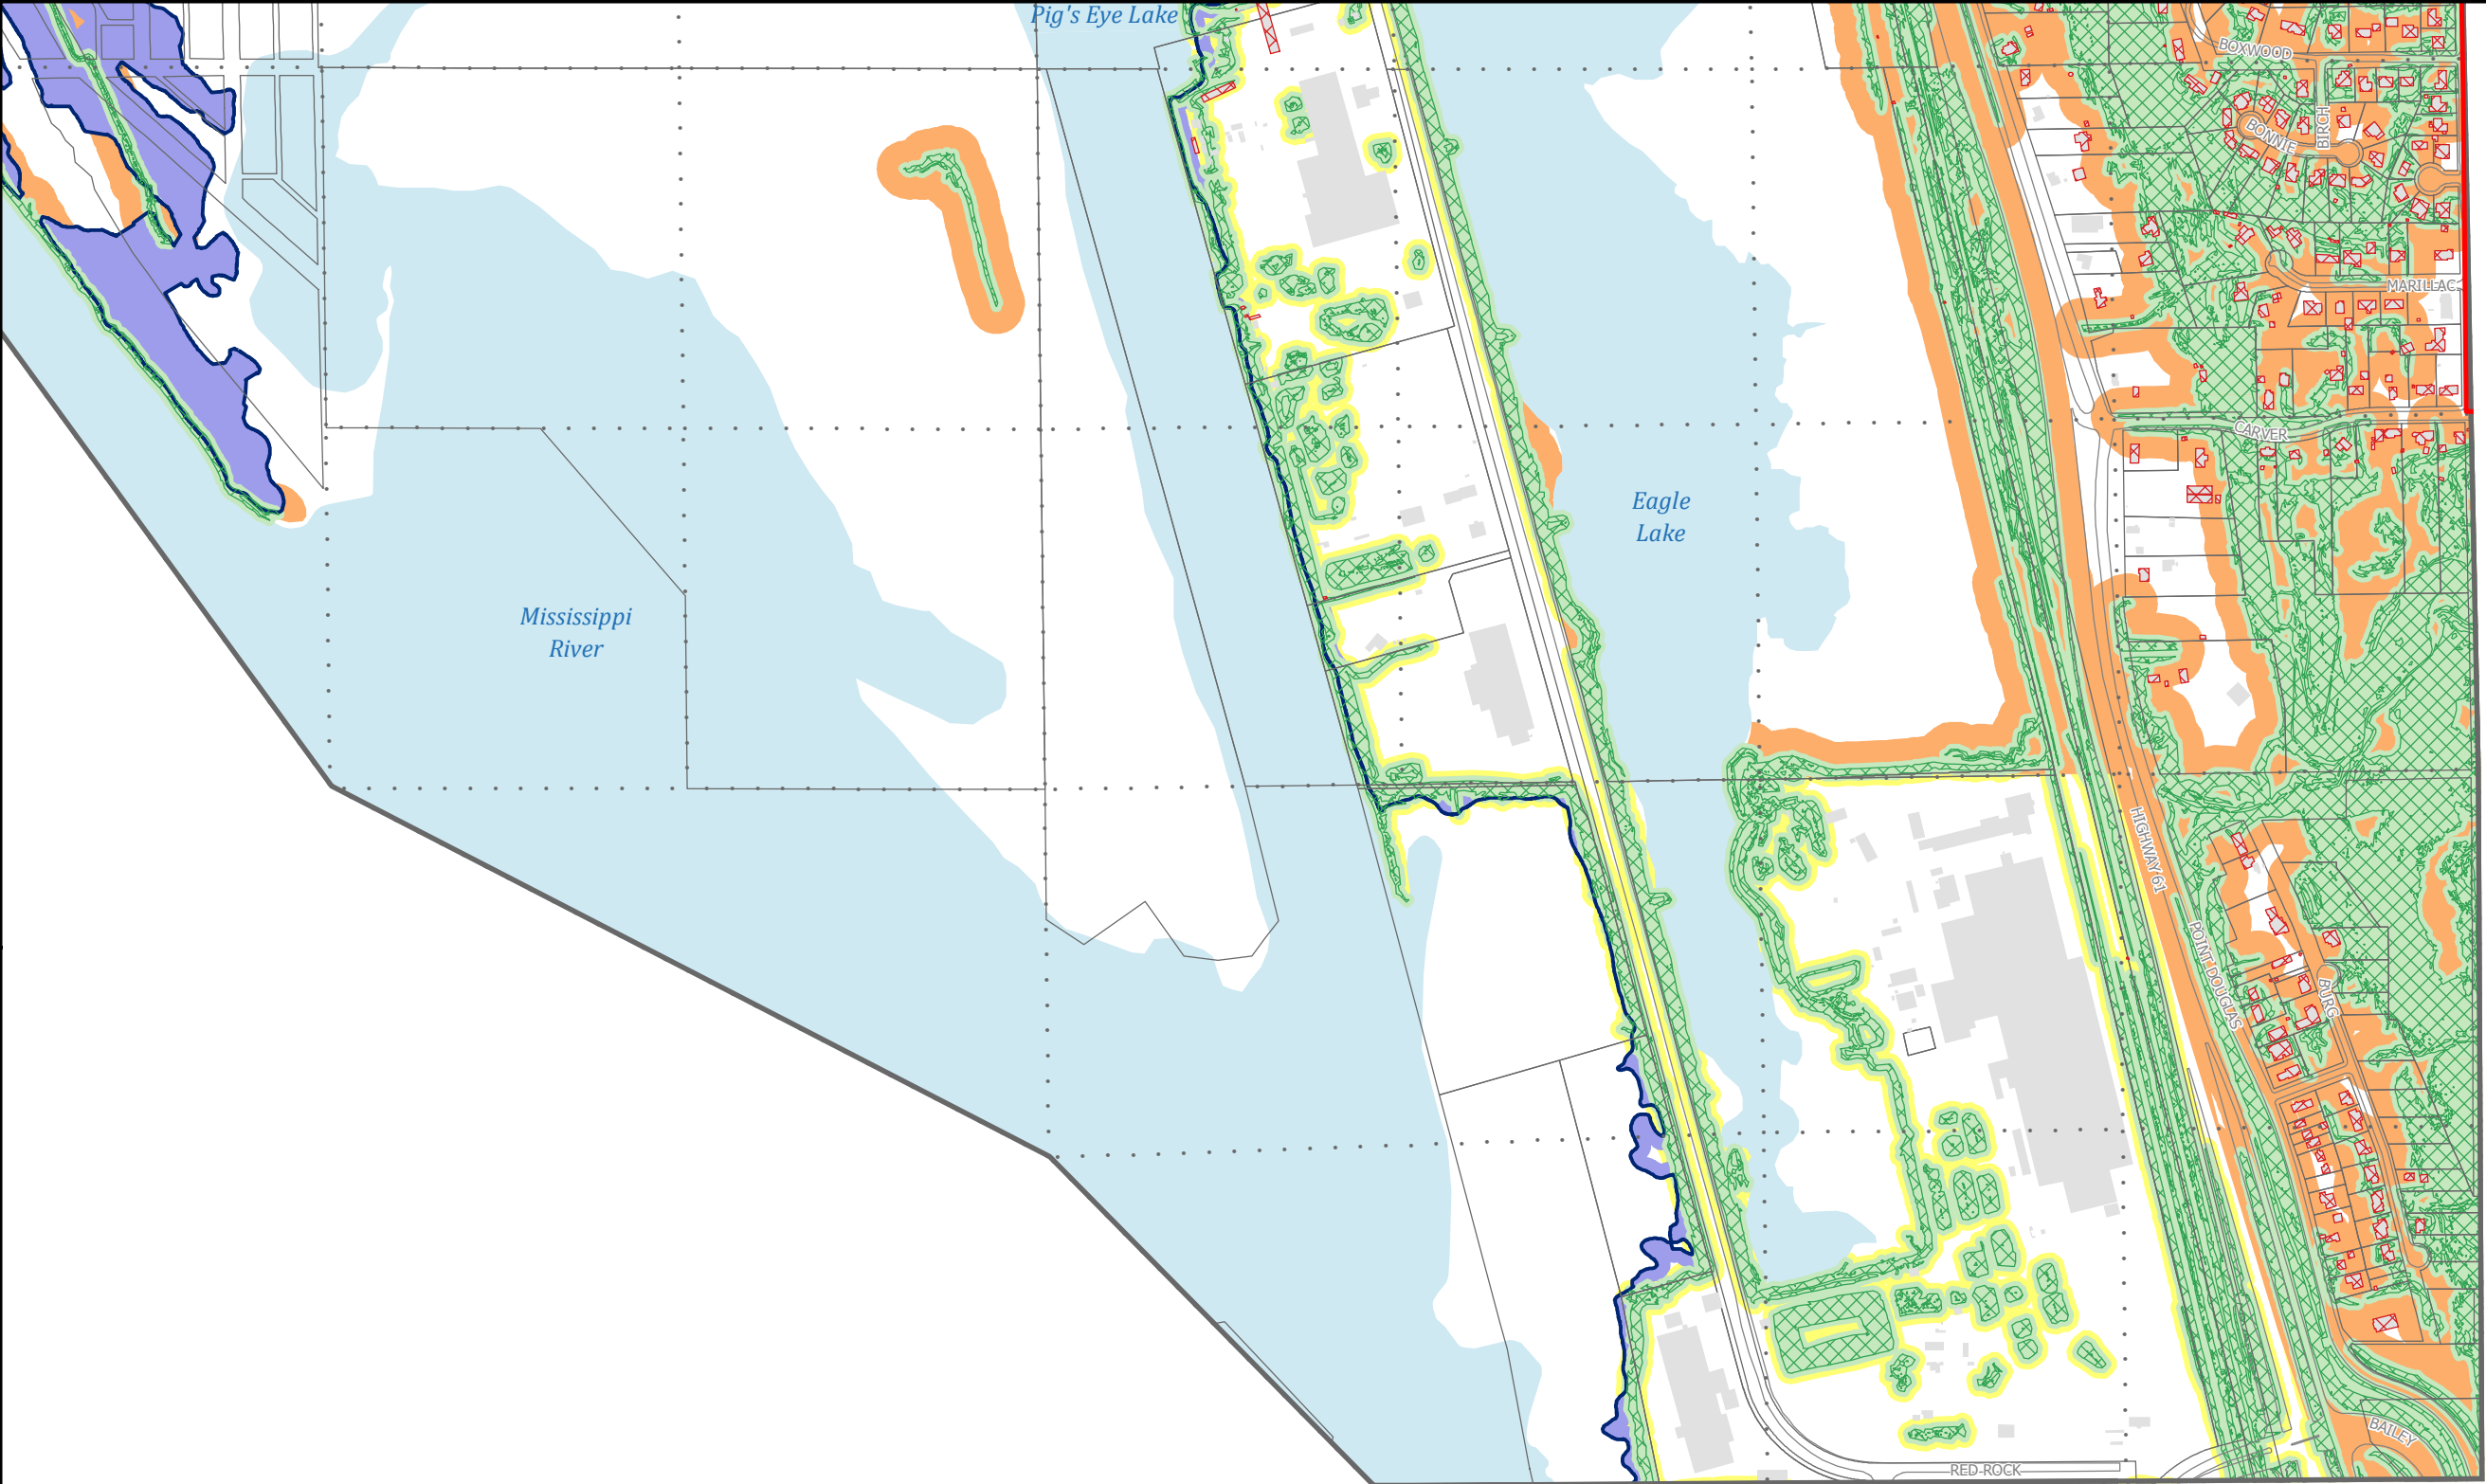 Pig's Eye Lake
BOXWOOD
BIRCH
BONNIE
MARILLAC
CARVER
Eagle
Lake
Mississippi
River
HIGHWAY 61
POINT DOUGLAS
BURG
BAILEY
RED ROCK